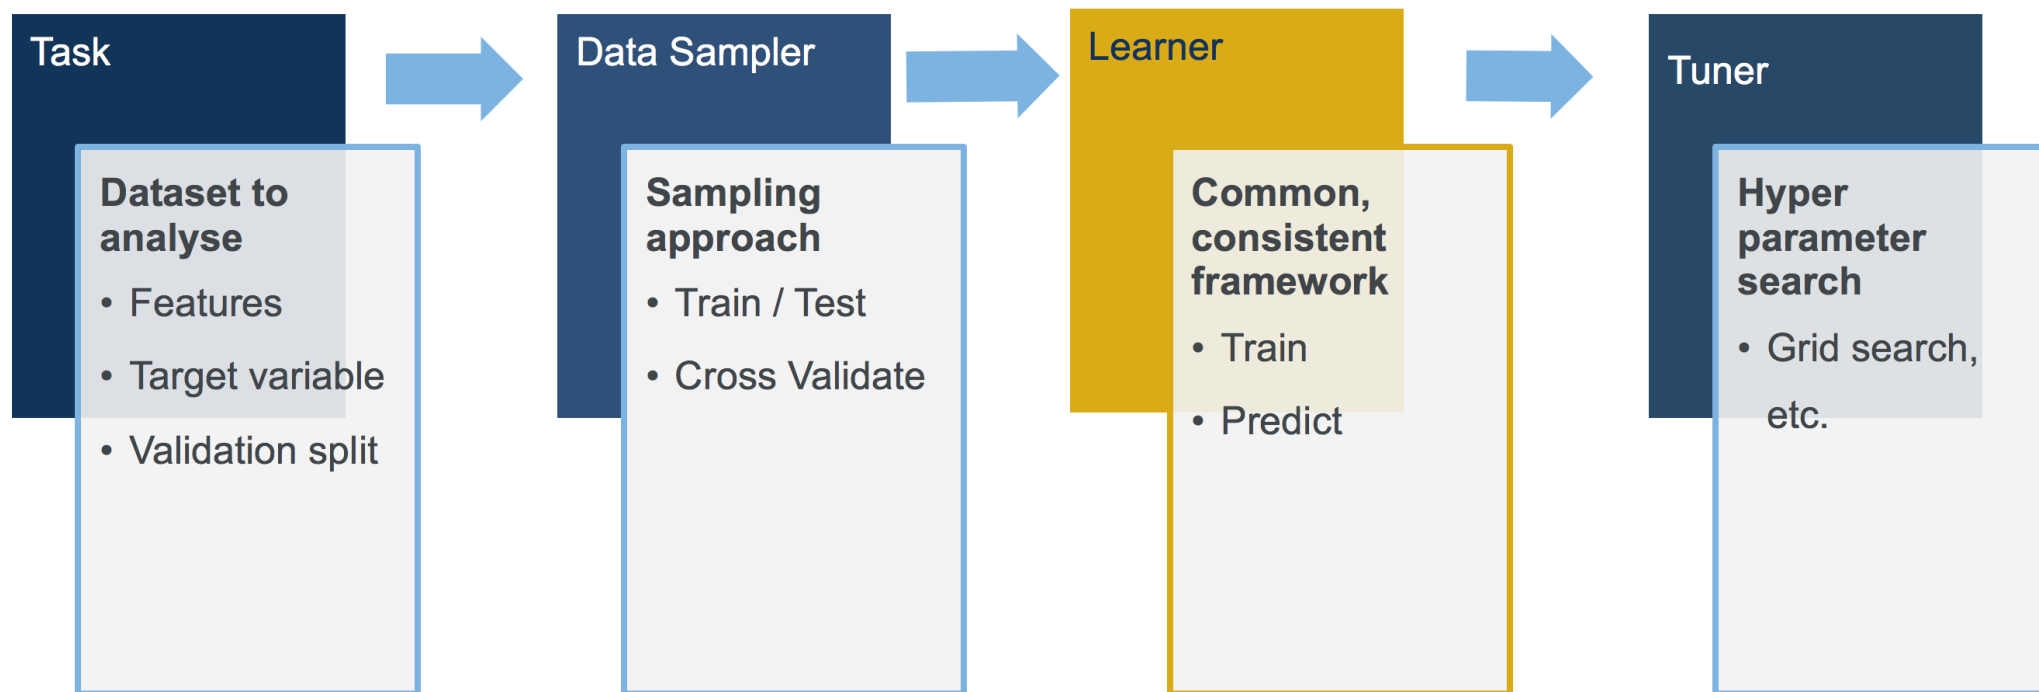 Task
Dataset to
analyse
• Features
• Target variable
• Validation split
Data Sampler
Sampling
approach
• Train / Test
• Cross Validate
Learner
Common,
consistent
framework
• Train
• Predict
Tuner
Hyper
parameter
search
• Grid search,
etc.